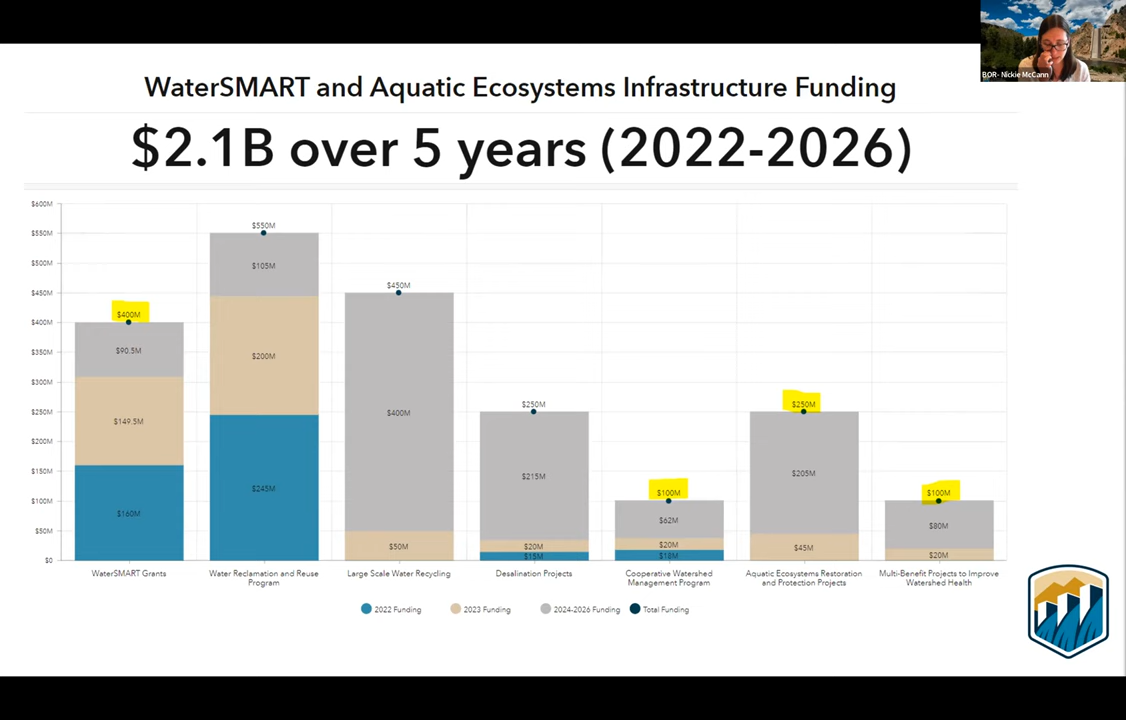 BOR- Nickie McCann
WaterSMART and Aquatic Ecosystems Infrastructure Funding
$2.1B over 5 years (2022-2026)
$600M
$550M
$500M
$450M
$400M
$350M
$300M
$250M
$200M
$150M
$100M
$50M
$0
$400M
$90.5M
$149.5M
$160M
$550M
$105M
$200M
$245M
$450M
$400M
$50M
$250M
$215M
$20M
$15M
$100M
$62M
$20M
$18M
$250M
$205M
$45M
$100M
$80M
$20M
WaterSMART Grants
Water Reclamation and Reuse
Program
Large Scale Water Recycling
Desalination Projects
Cooperative Watershed
Management Program
Aquatic Ecosystems Restoration
and Protection Projects
Multi-Benefit Projects to Improve
Watershed Health
2022 Funding
2023 Funding
2024-2026 Funding
Total Funding